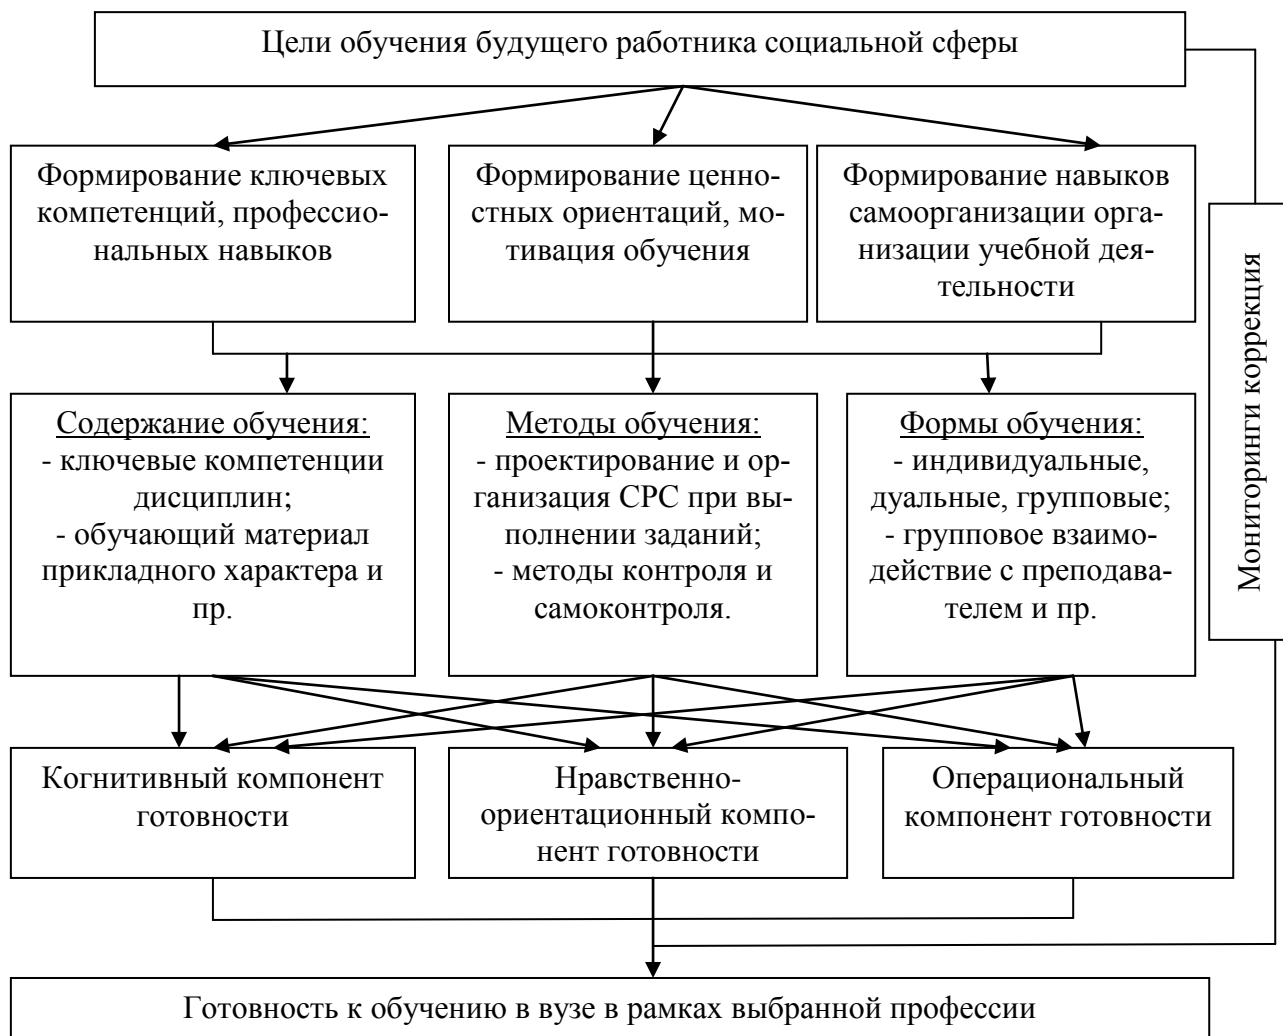 Цели обучения будущего работника социальной сферы
Формирование ключевых
компетенций, профессио-
нальных навыков
Формирование ценно-
стных ориентаций, мо-
тивация обучения
Формирование навыков
самоорганизации орга-
низации учебной дея-
тельности
Мониторинги коррекция
Содержание обучения:
- ключевые компетенции
дисциплин;
- обучающий материал
прикладного характера и
пр.
Методы обучения:
- проектирование и ор-
ганизация СРС при вы-
полнении заданий;
- методы контроля и
самоконтроля.
Формы обучения:
- индивидуальные,
дуальные, групповые;
- групповое взаимо-
действие с преподава-
телем и пр.
Когнитивный компонент
готовности
Нравственно-
ориентационный компо-
нент готовности
Операциональный
компонент готовности
Готовность к обучению в вузе в рамках выбранной профессии